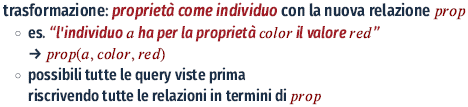 trasformazione: proprietà come individuo con la nuova relazione prop
◦ es. “l'individuo a ha per la proprietà color il valore red”
→ prop(a, color, red)
◦ possibili tutte le query viste prima
riscrivendo tutte le relazioni in termini di prop